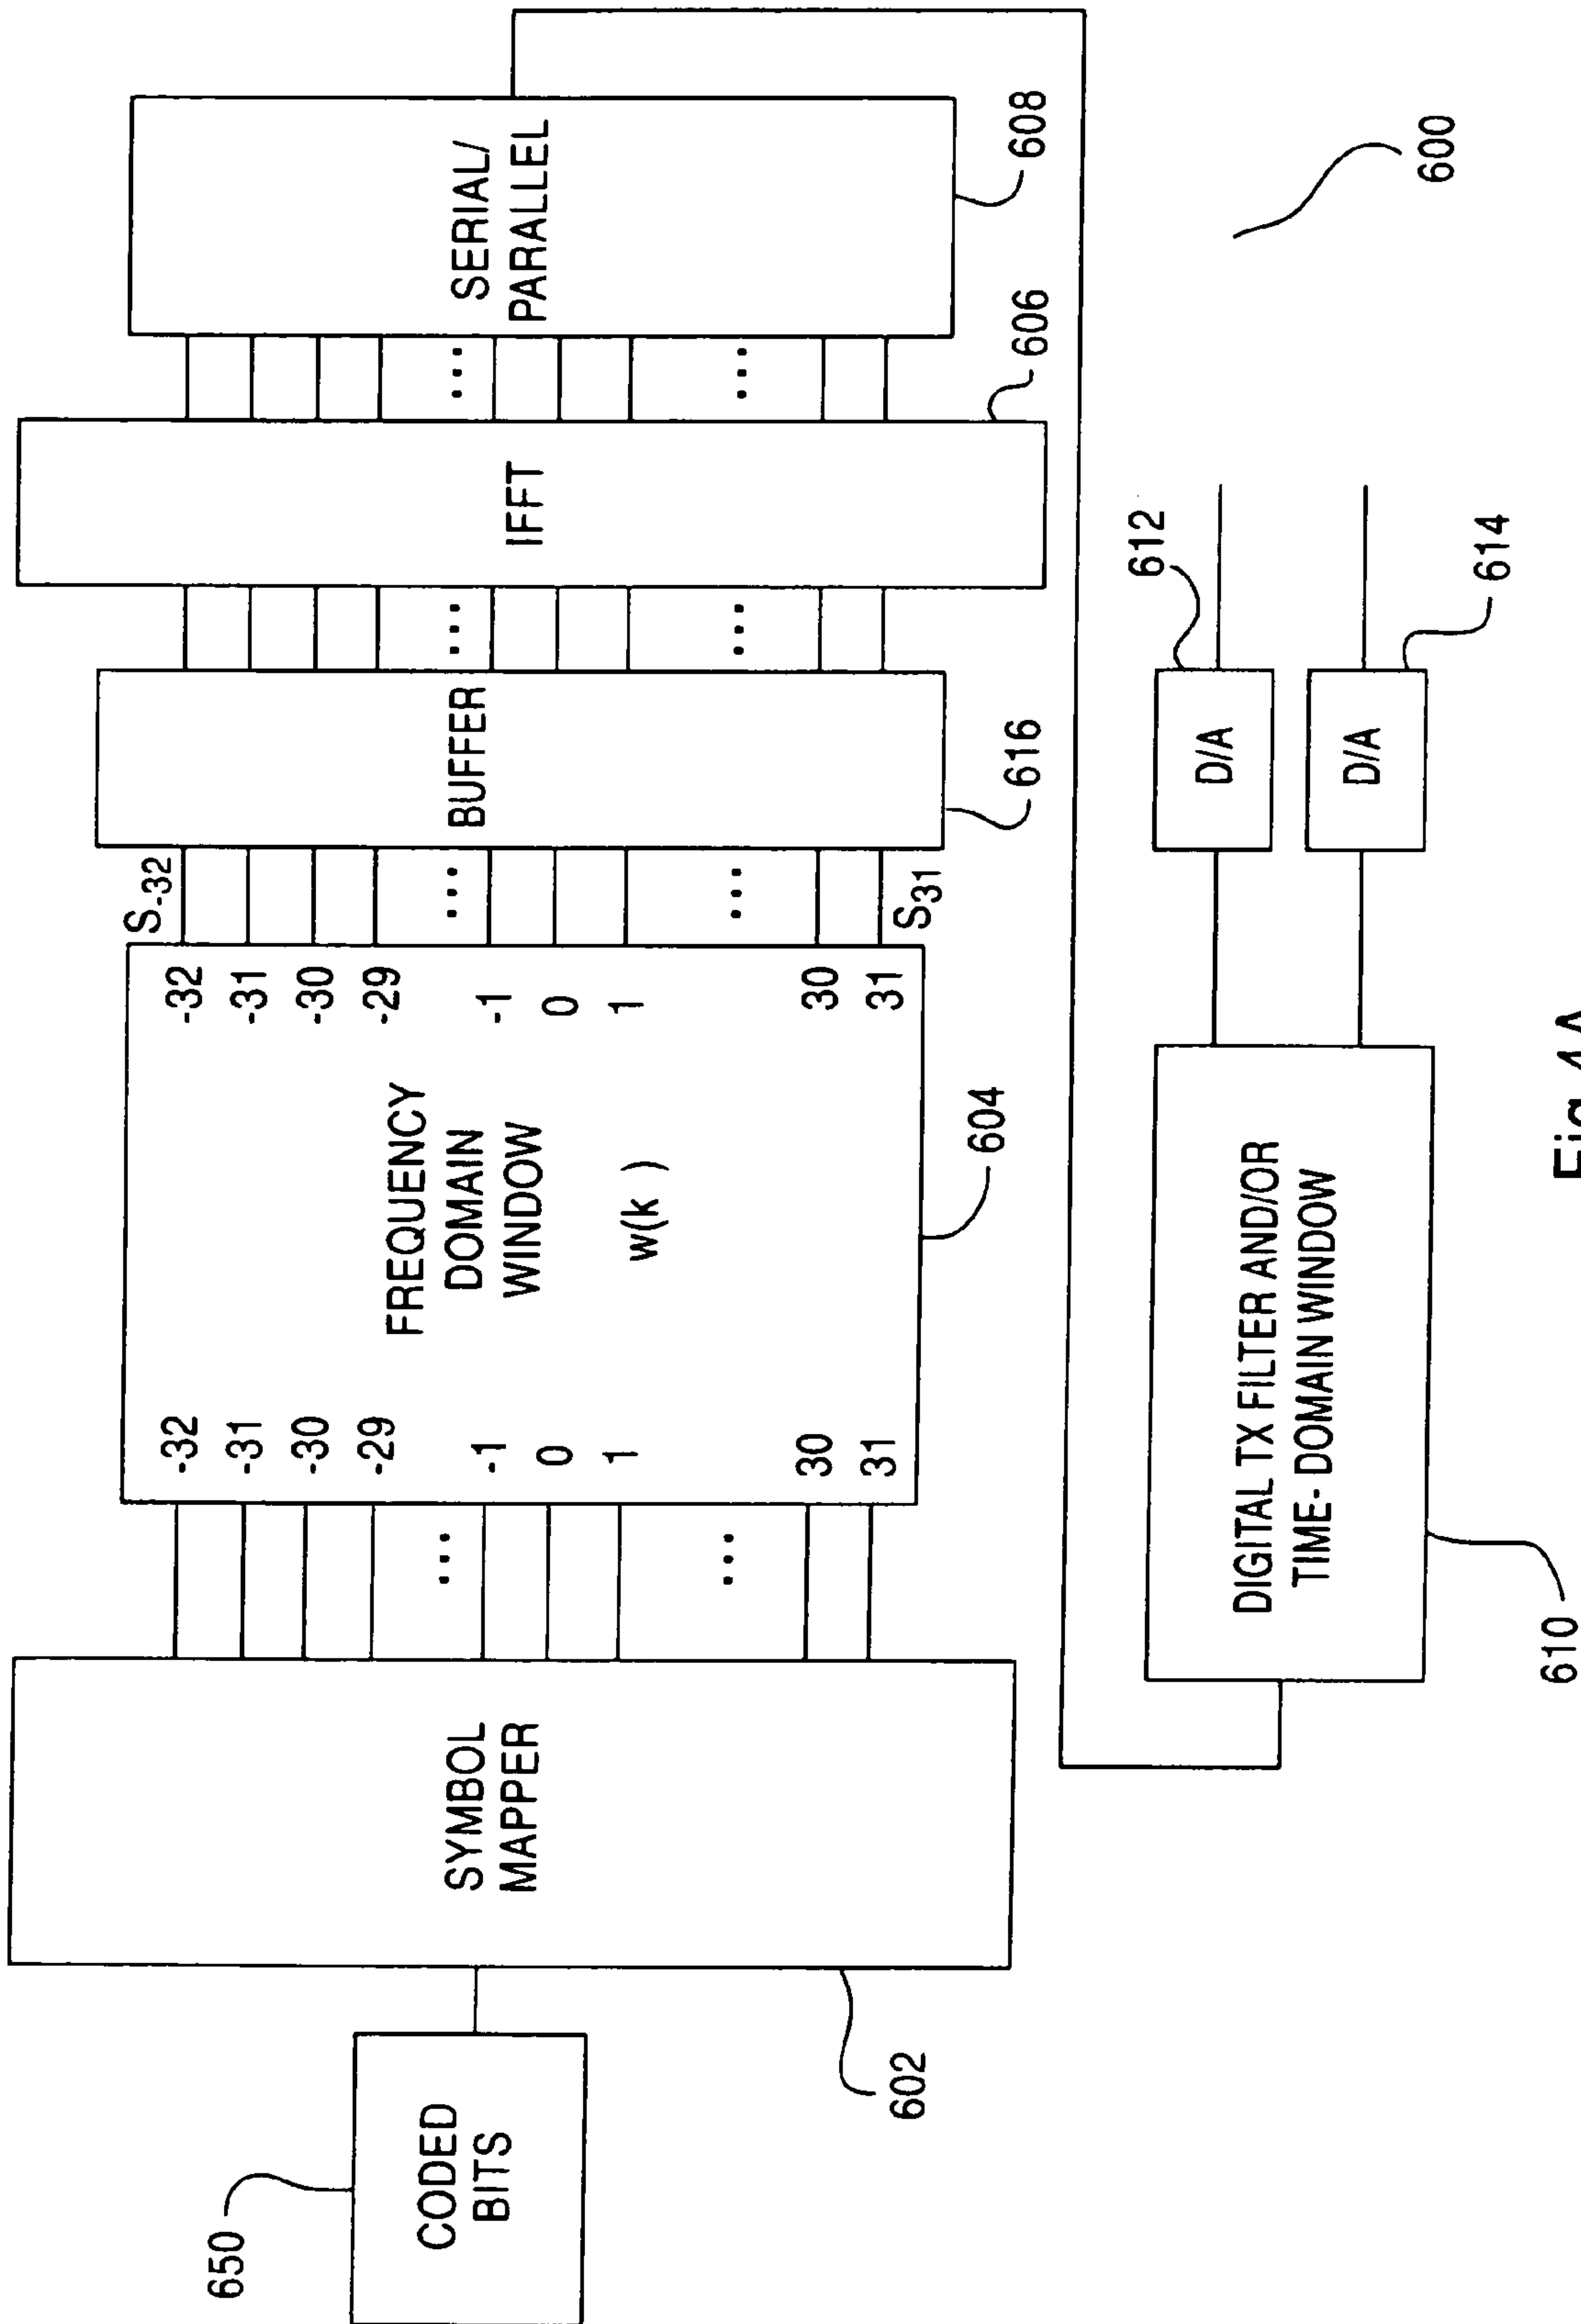 650
CODED
BITS
602
SYMBOL
MAPPER
-32
-31
-30
-29
...
-1
0
1
...
30
31
FREQUENCY
DOMAIN
WINDOW
w(k )
604
-32
-31
-30
-29
-1
0
1
30
31
S-32
...
...
S31
BUFFER
616
...
...
IFFT
606
...
...
SERIAL/
PARALLEL
608
610
DIGITAL TX FILTER AND/OR
TIME- DOMAIN WINDOW
D/A
612
D/A
614
600
Fig.4A